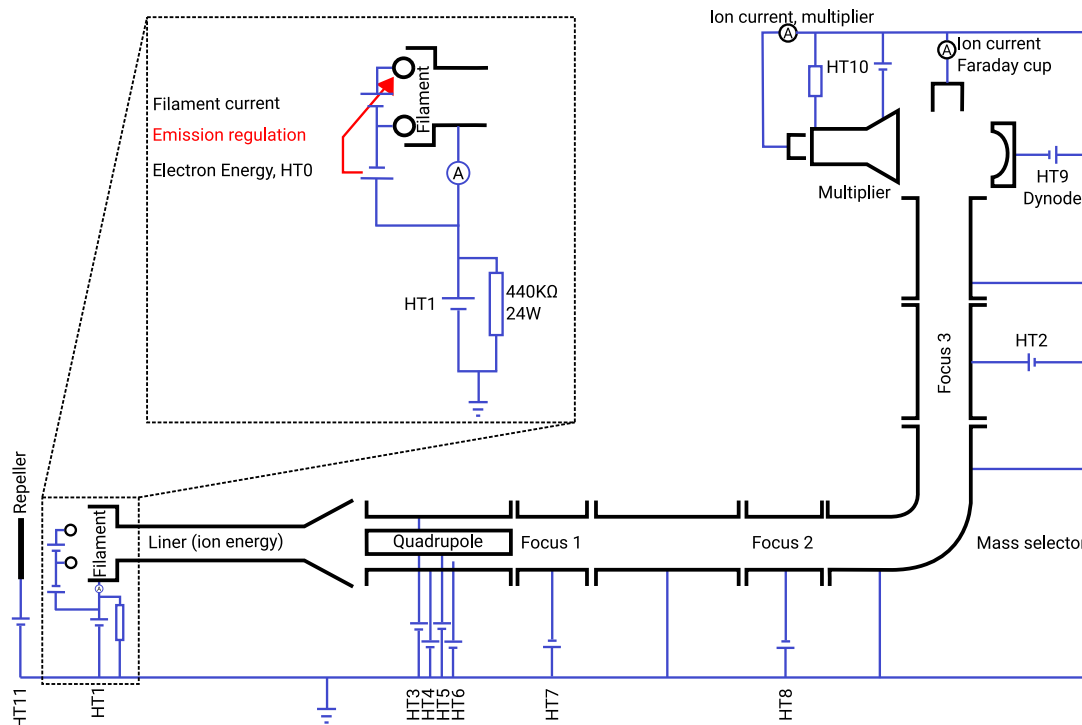 Ion current, multiplier
A
A
Ion current
Faraday cup
HT10
Filament current
Emission regulation
Electron Energy, HT0
Filament
A
Multiplier
HT9
Dynode
HT1
440KΩ
24W
Focus 3
HT2
Repeller
Filament
Liner (ion energy)
Quadrupole
Focus 1
Focus 2
Mass selector
A
HT11
HT1
HT3
HT4
HT5
HT6
HT7
HT8